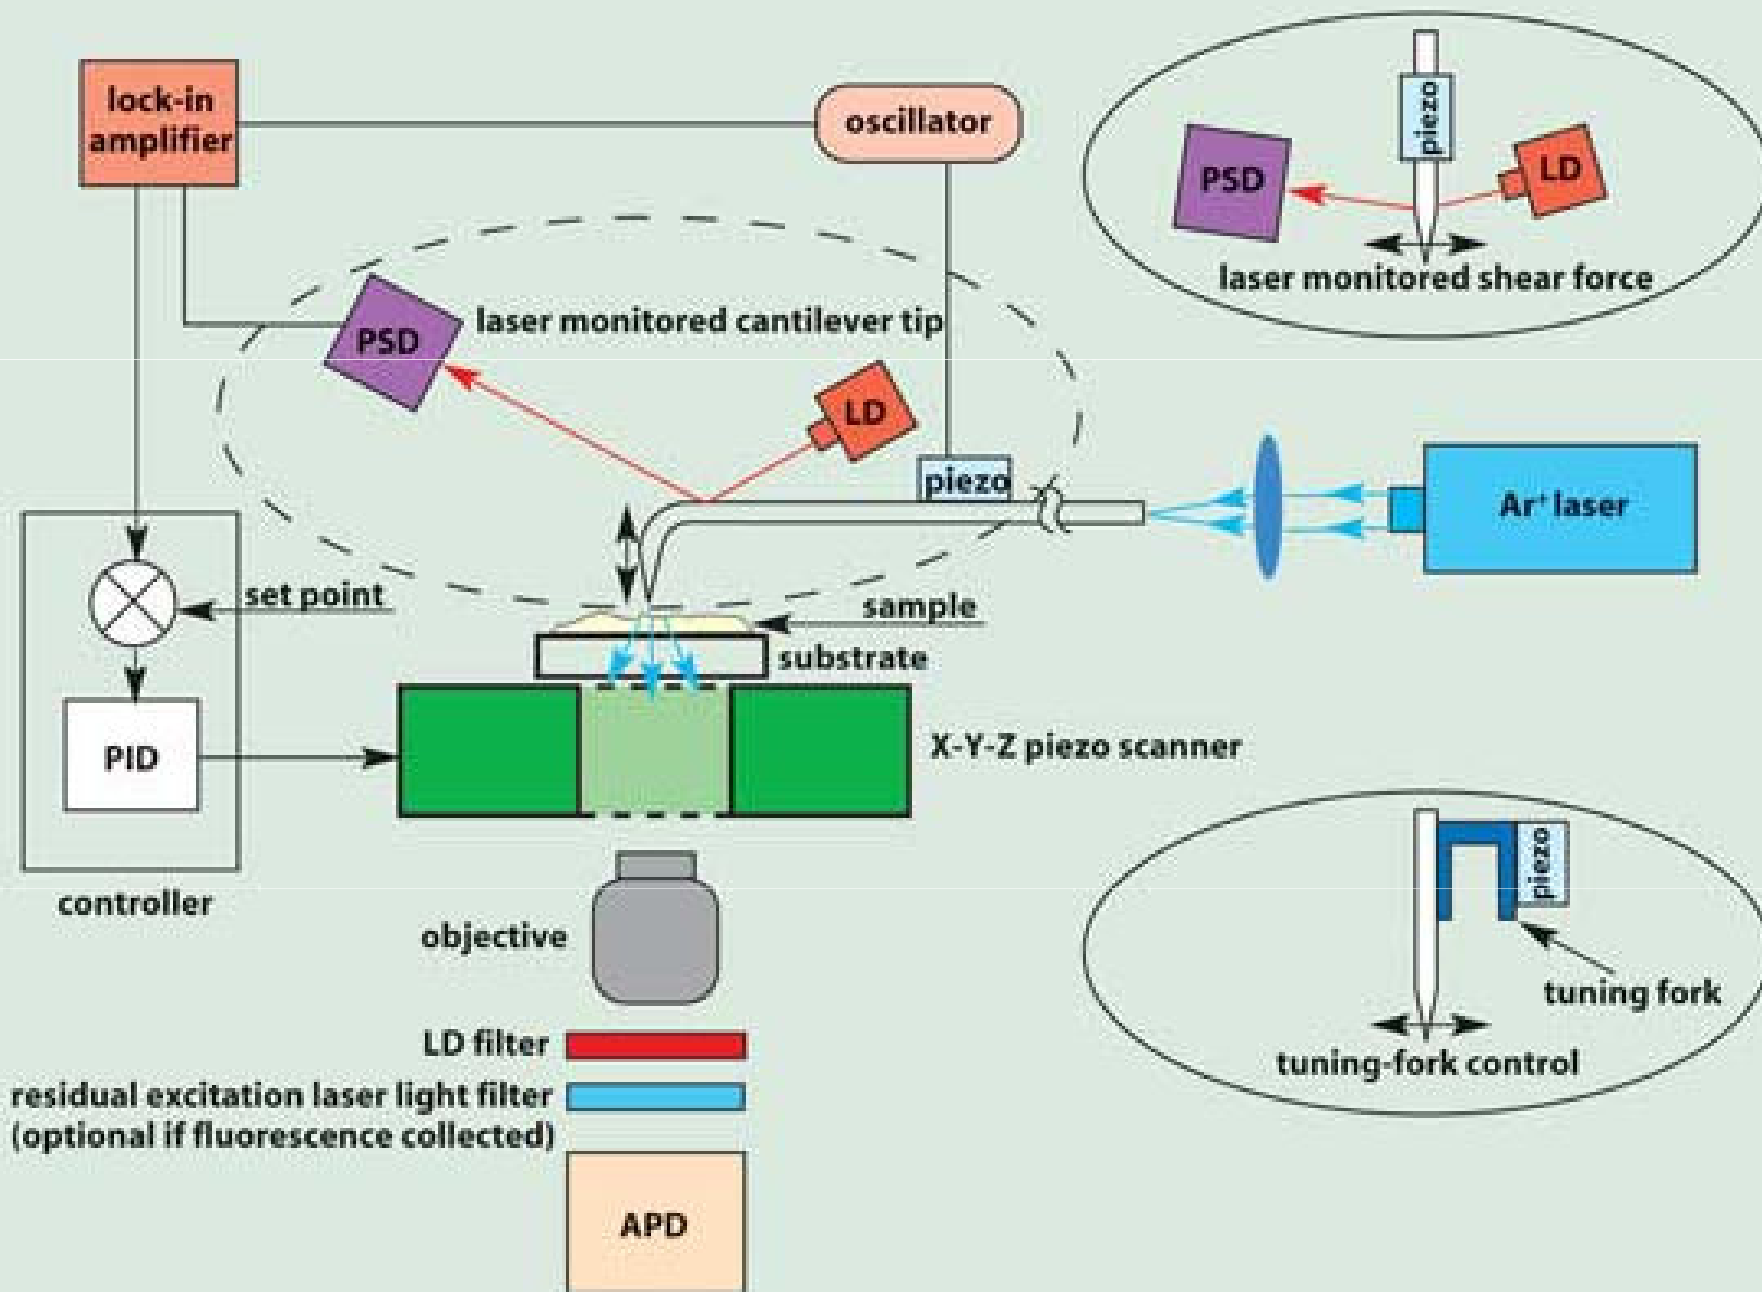 lock-in
amplifier
oscillator
piezo
PSD
LD
laser monitored shear force
PSD
laser monitored cantilever tip
LD
piezo
Ar⁺ laser
set point
sample
substrate
PID
X-Y-Z piezo scanner
controller
objective
piezo
tuning fork
tuning-fork control
LD filter
residual excitation laser light filter
(optional if fluorescence collected)
APD